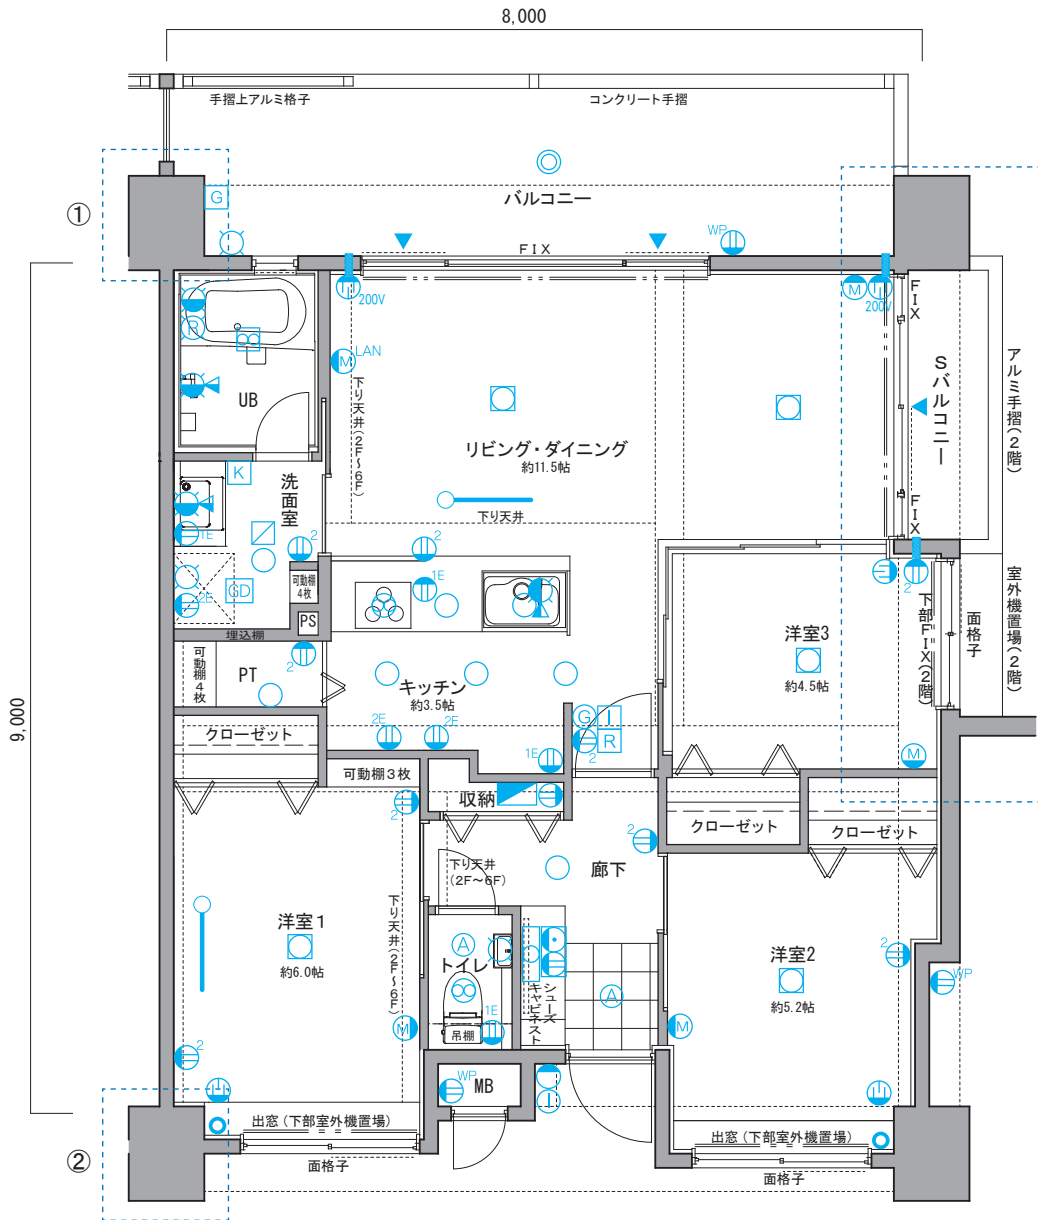 8,000
手摺上アルミ格子
コンクリート手摺
①
G
バルコニー
WP
FIX
200V
M
200V
FIX
R
M
LAN
アルミ手摺(2階)
Sバルコニー
UB
下り天井(2F～6F)
リビング・ダイニング
約11.5帖
K
洗面室
下り天井
FIX
1E
2
2
可動棚
4枚
1E
2
2E
GD
PS
洋室3
約4.5帖
下部FIX(2階)
面格子
室外機置場(2階)
埋込棚
2
PT
可動棚4枚
キッチン
約3.5帖
9,000
クローゼット
2E
2E
G
I
R
2
1E
M
可動棚3枚
収納
2
2
クローゼット
クローゼット
下り天井
(2F～6F)
廊下
洋室1
約6.0帖
下り天井(2F～6F)
A
トイレ
シューズ
キャビネスト
A
洋室2
約5.2帖
2
WP
1E
吊棚
M
M
2
WP
MB
I
出窓(下部室外機置場)
出窓(下部室外機置場)
②
面格子
面格子